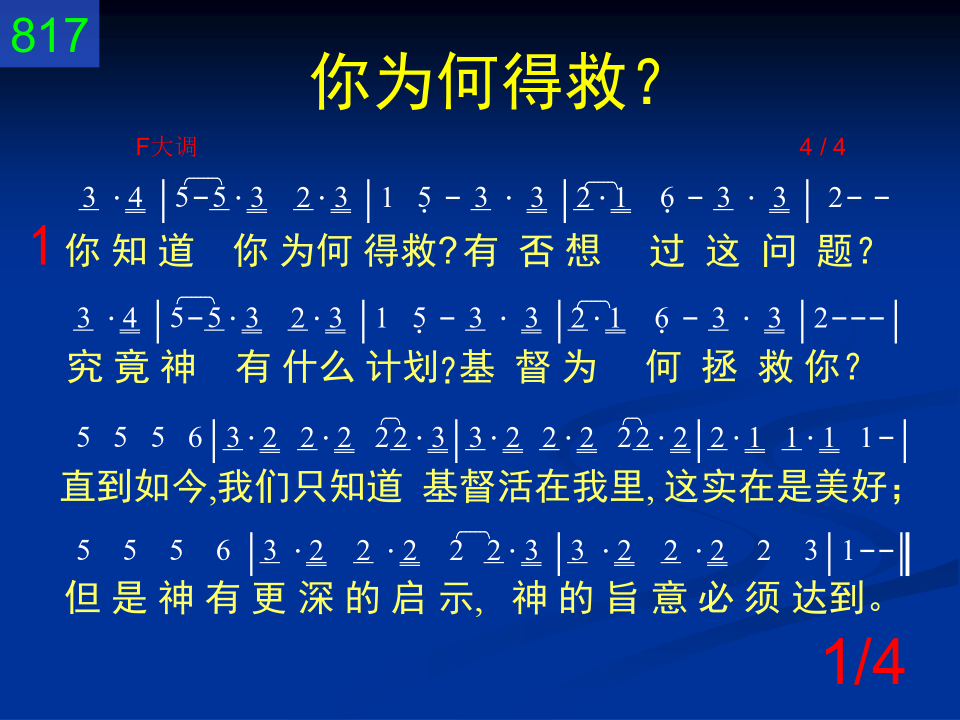 817
你为何得救？
F大调 4 / 4
3 · 4 | 5 – 5 · 3 2 · 3 | 1 5̣ – 3 · 3 | 2 · 1 6̣ – 3 · 3 | 2 – –
1 你 知 道 你 为何 得救？有 否 想 过 这 问 题？
3 · 4 | 5 – 5 · 3 2 · 3 | 1 5̣ – 3 · 3 | 2 · 1 6̣ – 3 · 3 | 2 – – – |
究 竟 神 有 什么 计划？基 督 为 何 拯 救 你？
5 5 5 6 | 3 · 2 2 · 2 2 2 · 3 | 3 · 2 2 · 2 2 2 · 2 | 2 · 1 1 · 1 1 – |
直到如今，我们只知道 基督活在我里，这实在是美好；
5 5 5 6 | 3 · 2 2 · 2 2 2 · 3 | 3 · 2 2 · 2 2 3 | 1 – – ‖
但 是 神 有 更 深 的 启 示， 神 的 旨 意 必 须 达到。
1/4